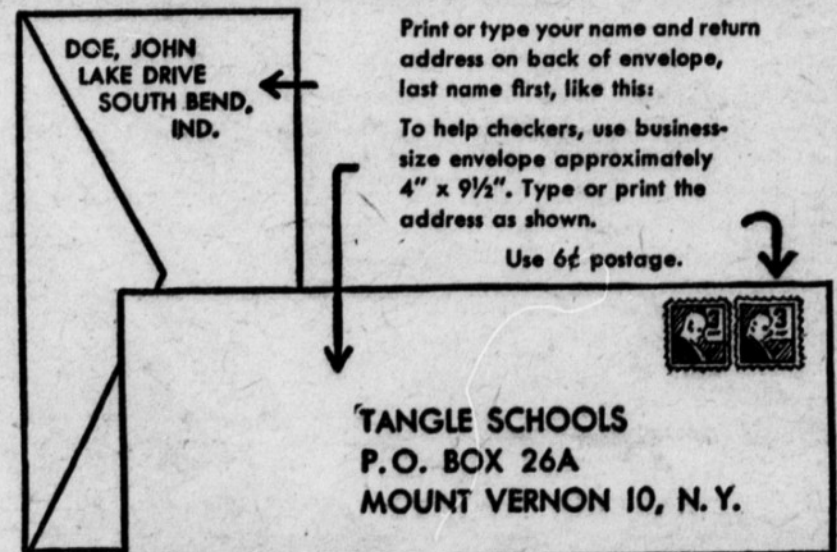 DOE, JOHN
LAKE DRIVE
SOUTH BEND,
IND.
Print or type your name and return
address on back of envelope,
last name first, like this:
To help checkers, use business-
size envelope approximately
4" x 9½". Type or print the
address as shown.
Use 6¢ postage.
3
3
TANGLE SCHOOLS
P.O. BOX 26A
MOUNT VERNON 10, N.Y.